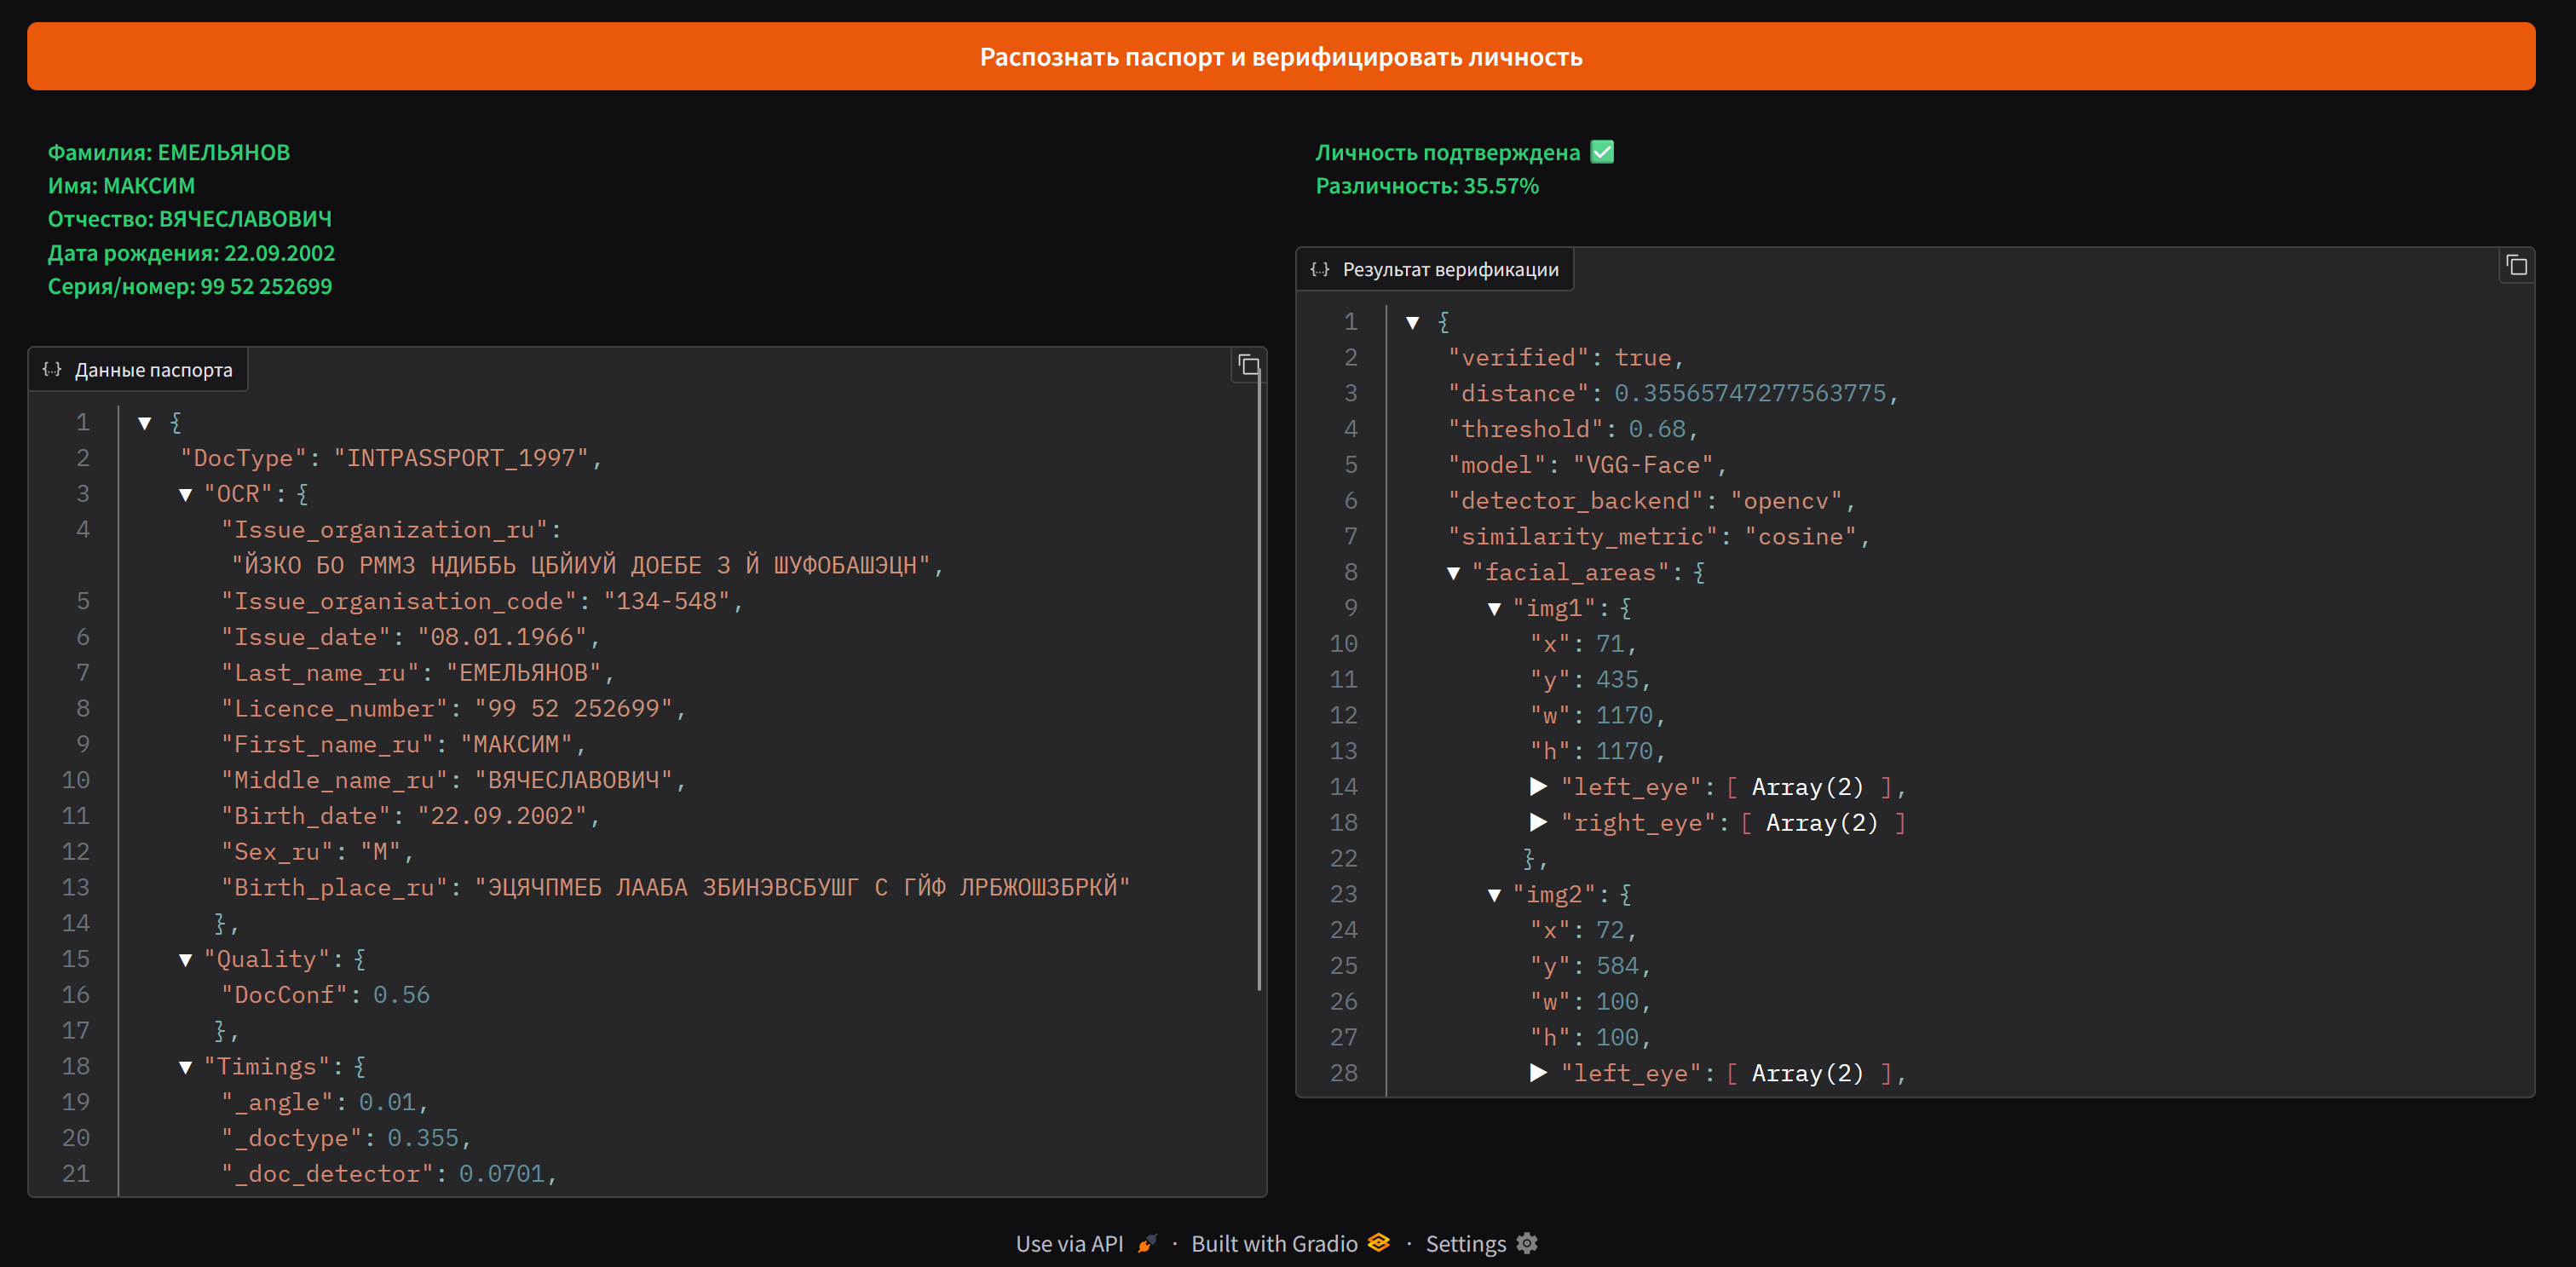 Распознать паспорт и верифицировать личность
Фамилия: ЕМЕЛЬЯНОВ
Имя: МАКСИМ
Отчество: ВЯЧЕСЛАВОВИЧ
Дата рождения: 22.09.2002
Серия/номер: 99 52 252699
Данные паспорта
1 {
2 "DocType": "INTPASSPORT_1997",
3 "OCR": {
4 "Issue_organization_ru":
"ЙЗКО БО РММЗ НДИББЬ ЦБЙИУЙ ДОЕБЕ З Й ШУФОБАШЭЦН",
5 "Issue_organisation_code": "134-548",
6 "Issue_date": "08.01.1966",
7 "Last_name_ru": "ЕМЕЛЬЯНОВ",
8 "Licence_number": "99 52 252699",
9 "First_name_ru": "МАКСИМ",
10 "Middle_name_ru": "ВЯЧЕСЛАВОВИЧ",
11 "Birth_date": "22.09.2002",
12 "Sex_ru": "М",
13 "Birth_place_ru": "ЭЦЯЧПМЕБ ЛААБА ЗБИНЭВСБУШГ С ГЙФ ЛРБЖОШЗБРКЙ"
14 },
15 "Quality": {
16 "DocConf": 0.56
17 },
18 "Timings": {
19 "_angle": 0.01,
20 "_doctype": 0.355,
21 "_doc_detector": 0.0701,
Личность подтверждена ✅
Различность: 35.57%
Результат верификации
1 {
2 "verified": true,
3 "distance": 0.35565747277563775,
4 "threshold": 0.68,
5 "model": "VGG-Face",
6 "detector_backend": "opencv",
7 "similarity_metric": "cosine",
8 "facial_areas": {
9 "img1": {
10 "x": 71,
11 "y": 435,
12 "w": 1170,
13 "h": 1170,
14 "left_eye": [ Array(2) ],
18 "right_eye": [ Array(2) ]
22 },
23 "img2": {
24 "x": 72,
25 "y": 584,
26 "w": 100,
27 "h": 100,
28 "left_eye": [ Array(2) ],
Use via API · Built with Gradio · Settings